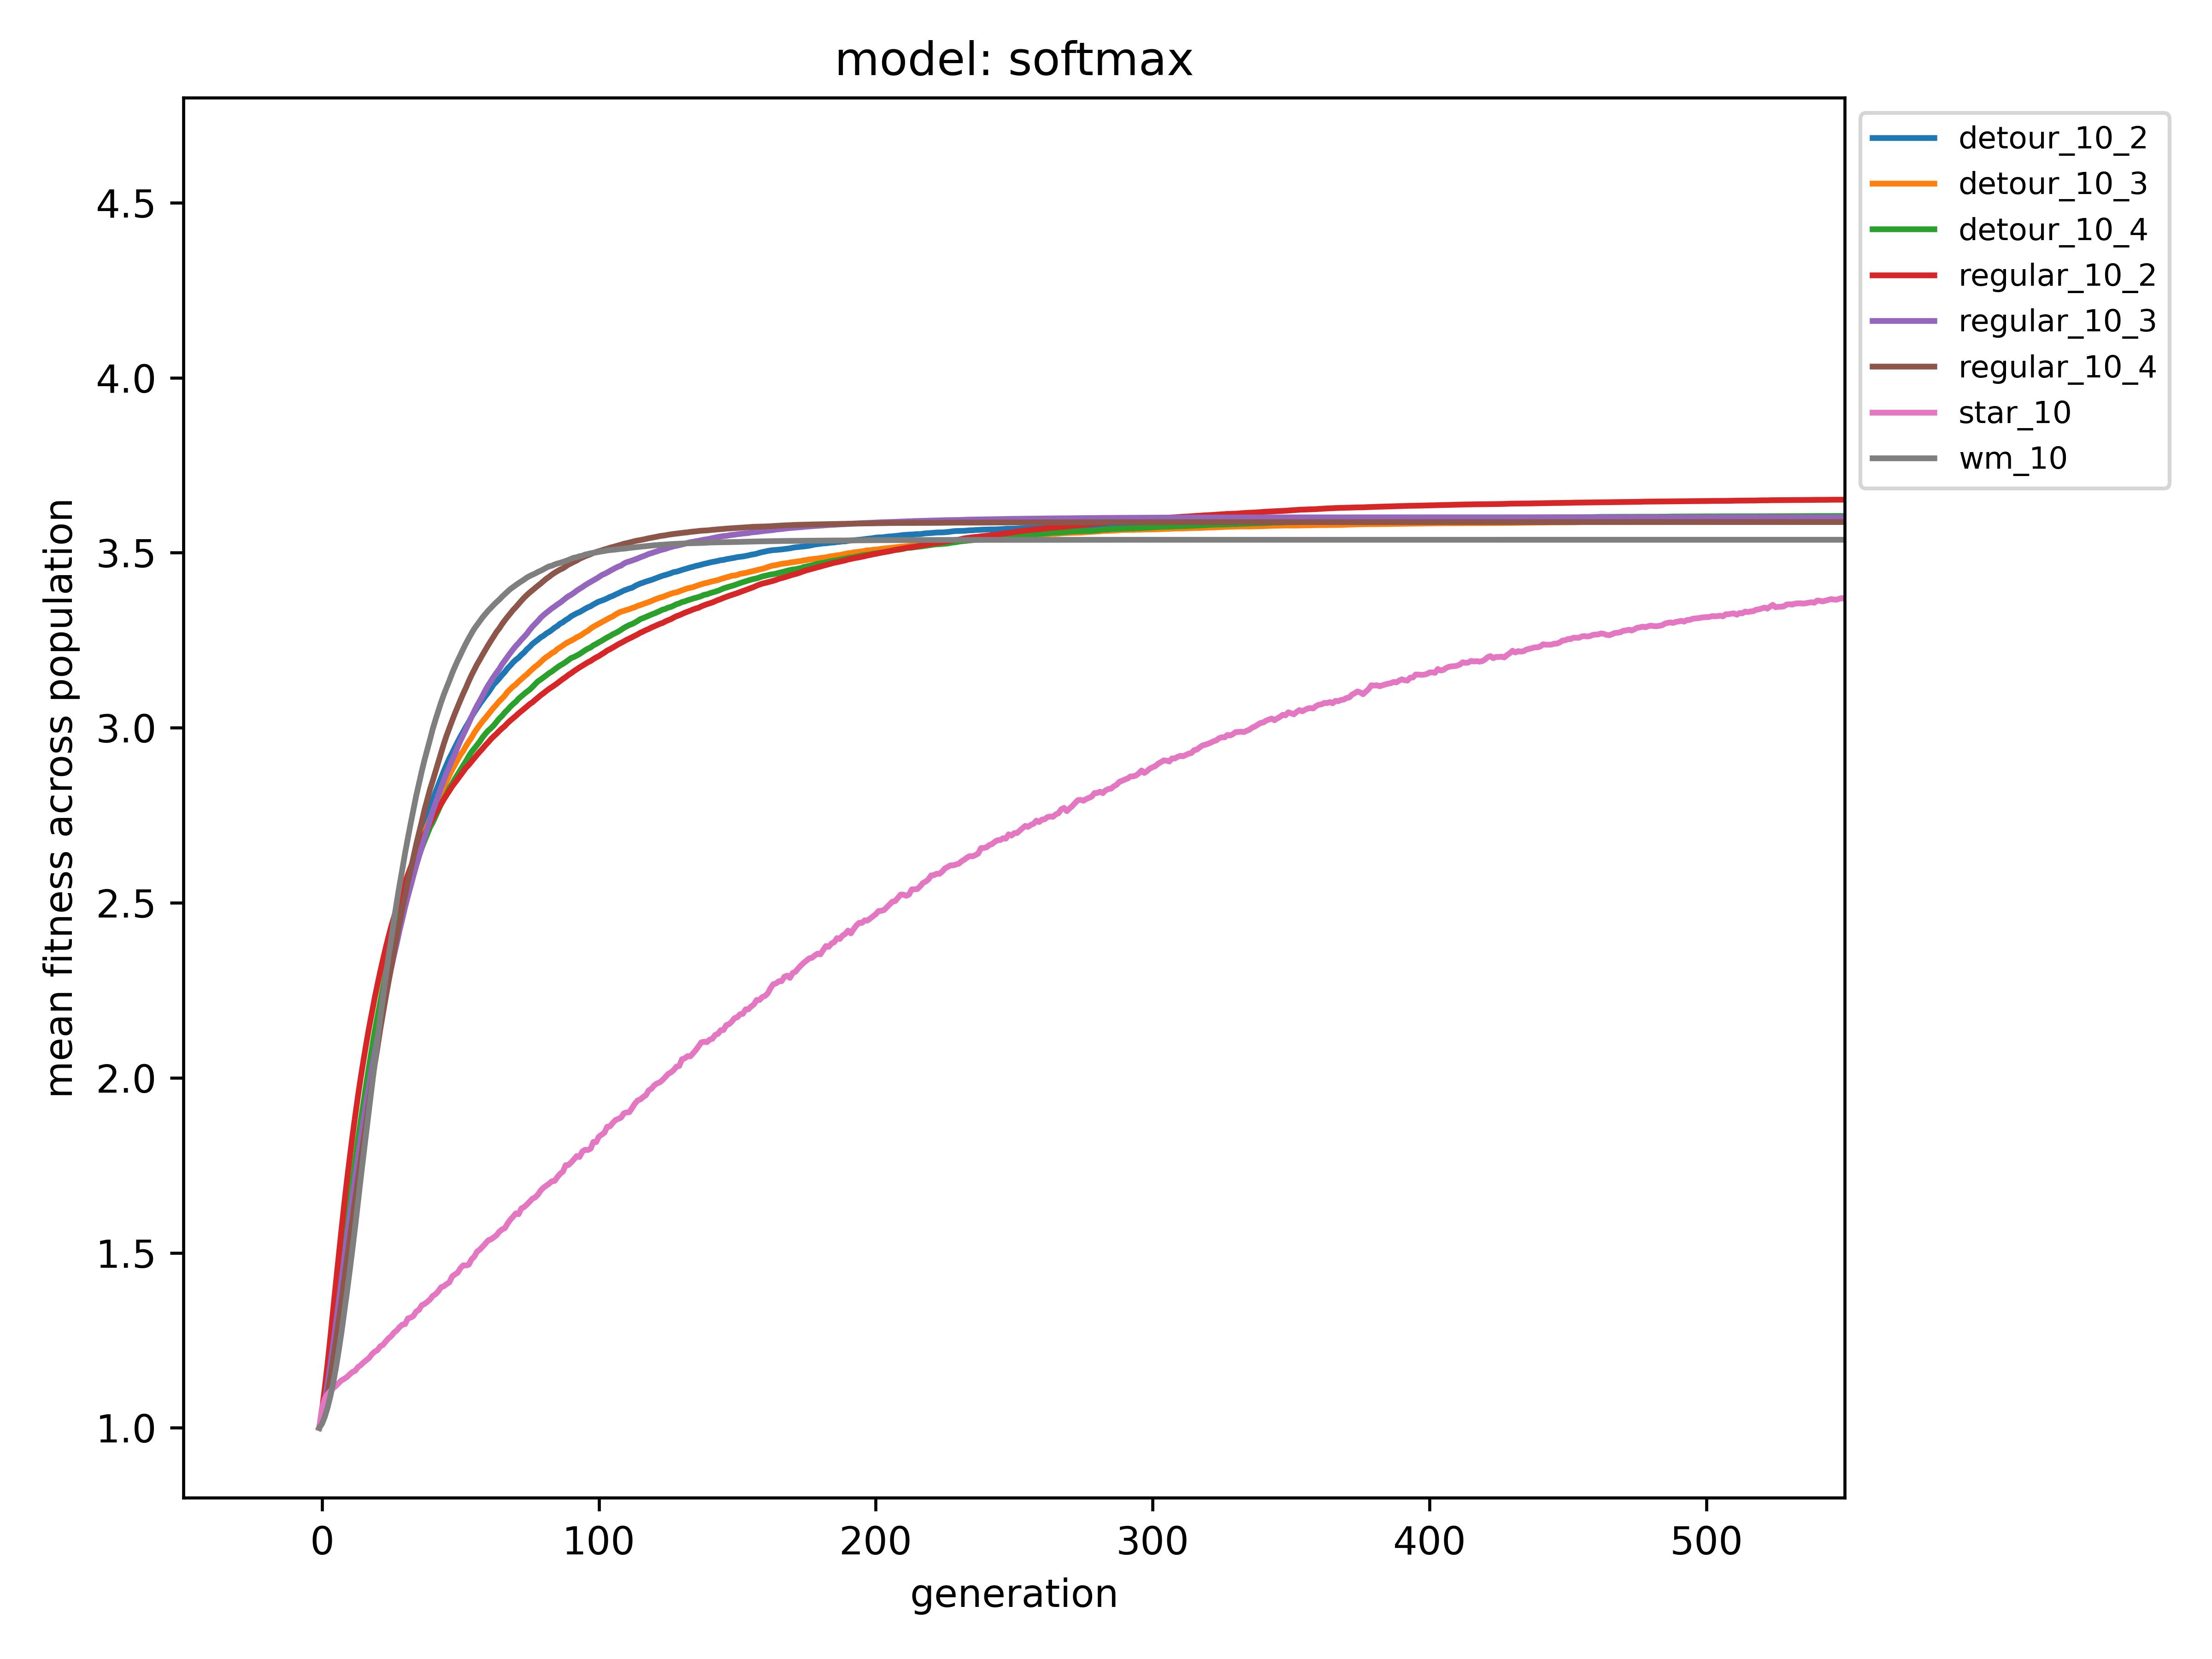 model: softmax
4.5
4.0
3.5
3.0
2.5
2.0
1.5
1.0
mean fitness across population
0 100 200 300 400 500
generation
detour_10_2
detour_10_3
detour_10_4
regular_10_2
regular_10_3
regular_10_4
star_10
wm_10